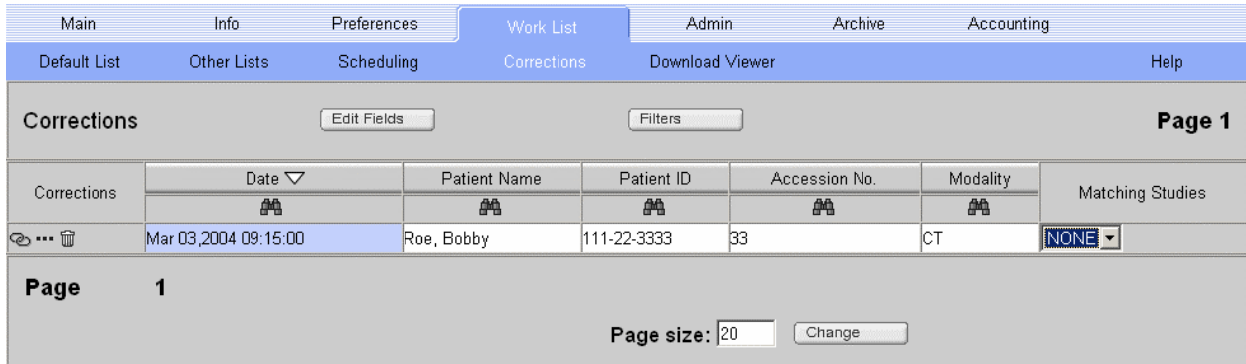 Main Info Preferences Work List Admin Archive Accounting
Default List Other Lists Scheduling Corrections Download Viewer Help
Corrections Edit Fields Filters Page 1
Corrections Date Patient Name Patient ID Accession No. Modality Matching Studies
Mar 03,2004 09:15:00 Roe, Bobby 111-22-3333 33 CT NONE
Page 1
Page size: 20 Change